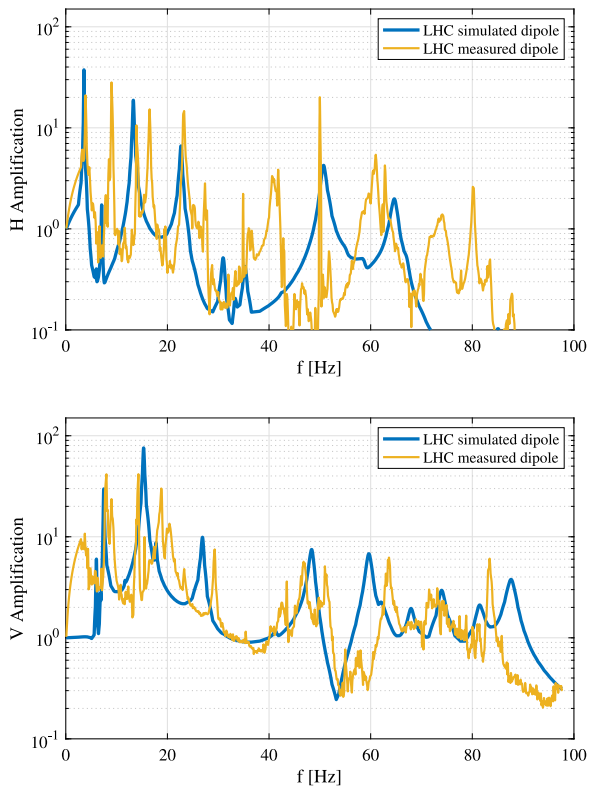 10²
10¹
10⁰
10⁻¹
H Amplification
LHC simulated dipole
LHC measured dipole
0 20 40 60 80 100
f [Hz]
10²
10¹
10⁰
10⁻¹
V Amplification
LHC simulated dipole
LHC measured dipole
0 20 40 60 80 100
f [Hz]